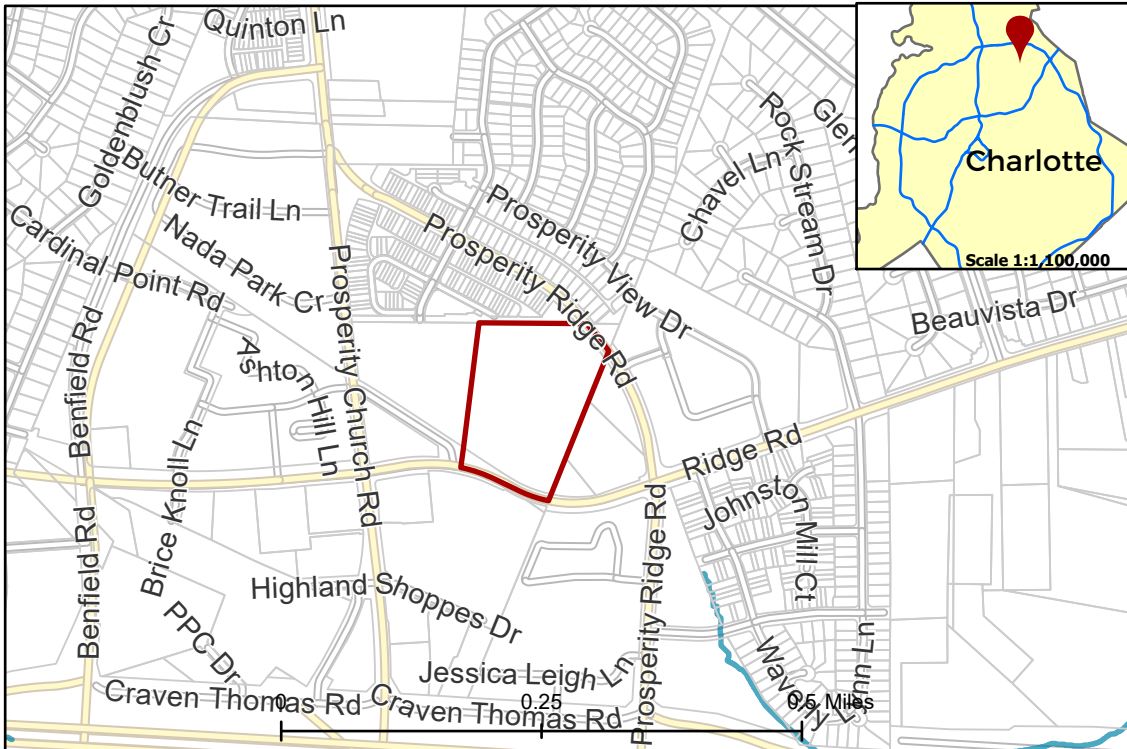 Quinton Ln
Goldenblush Cr
Butner Trail Ln
Nada Park Cr
Cardinal Point Rd
Prosperity Church Rd
Prosperity Ridge Rd
Prosperity View Dr
Chavel Ln
Rock Stream Dr
Glen
Charlotte
Scale 1:1,100,000
Beauvista Dr
Benfield Rd
Ashton Hill Ln
Brice Knoll Ln
Ridge Rd
Johnston Mill Ct
Benfield Rd
Highland Shoppes Dr
PPC Dr
Prosperity Ridge Rd
Jessica Leigh Ln
Craven Thomas Rd
Craven Thomas Rd
0 0.25 0.5 Miles